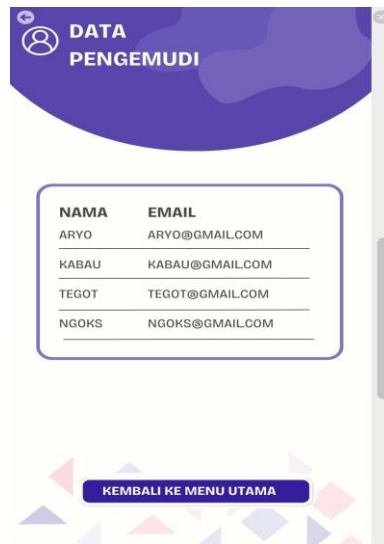 DATA
PENGEMUDI
NAMA EMAIL
ARYO ARYO@GMAIL.COM
KABAU KABAU@GMAIL.COM
TEGOT TEGOT@GMAIL.COM
NGOKS NGOKS@GMAIL.COM
KEMBALI KE MENU UTAMA